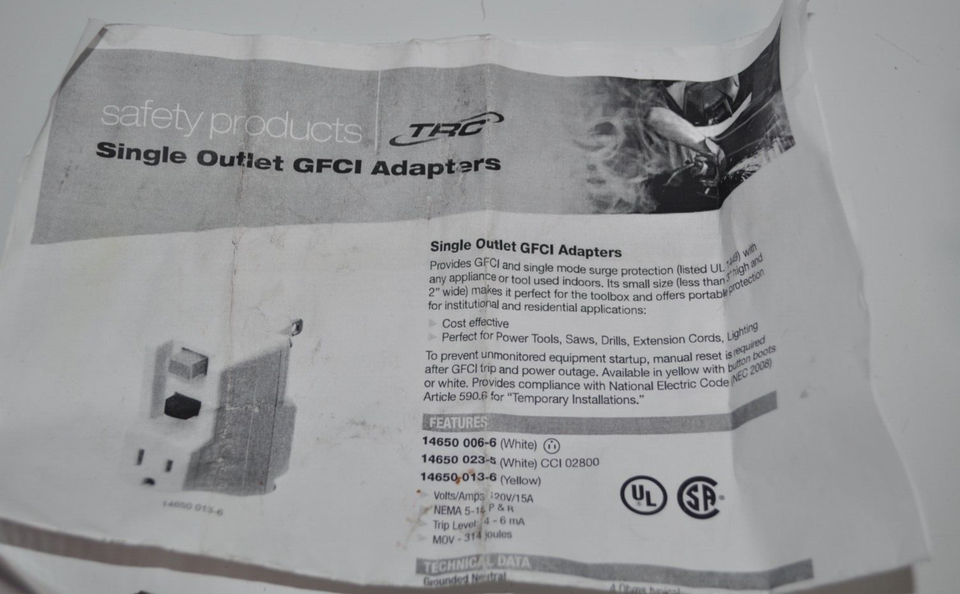 safety products TRC
Single Outlet GFCI Adapters
Single Outlet GFCI Adapters
Provides GFCI and single mode surge protection (listed UL 1449) with
any appliance or tool used indoors. Its small size (less than 3" high and
2" wide) makes it perfect for the toolbox and offers portable protection
for institutional and residential applications:
Cost effective
Perfect for Power Tools, Saws, Drills, Extension Cords, Lighting
To prevent unmonitored equipment startup, manual reset is required
after GFCI trip and power outage. Available in yellow with button boots
or white. Provides compliance with National Electric Code (NEC 2008)
Article 590.6 for "Temporary Installations."
FEATURES
14650 006-6 (White)
14650 023-6 (White) CCI 02800
14650 013-6 (Yellow)
Volts/Amps 120V/15A
NEMA P & R
Trip Level 4 - 6 mA
MOV - 314 joules
14650 013-6
UL SA
TECHNICAL DATA
Grounded Neutral 4 Ohms typical